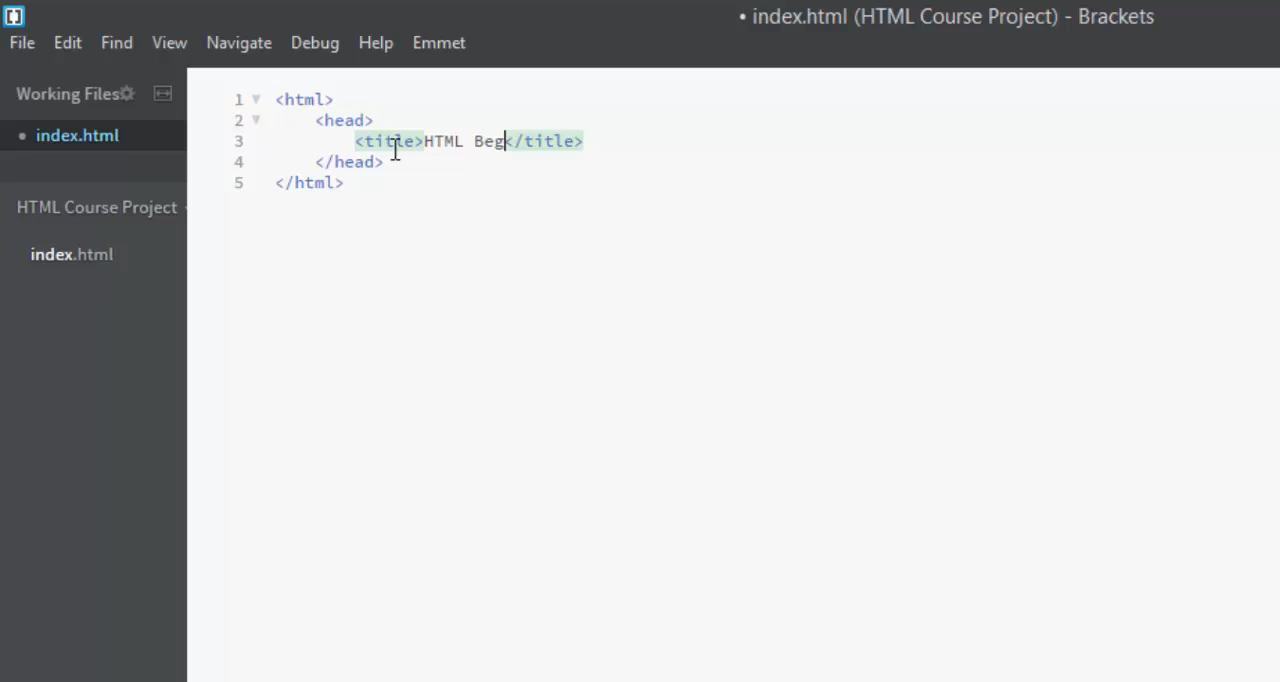 • index.html (HTML Course Project) - Brackets
File Edit Find View Navigate Debug Help Emmet
Working Files
• index.html
HTML Course Project
index.html
1 <html>
2 <head>
3 <title>HTML Beg</title>
4 </head>
5 </html>